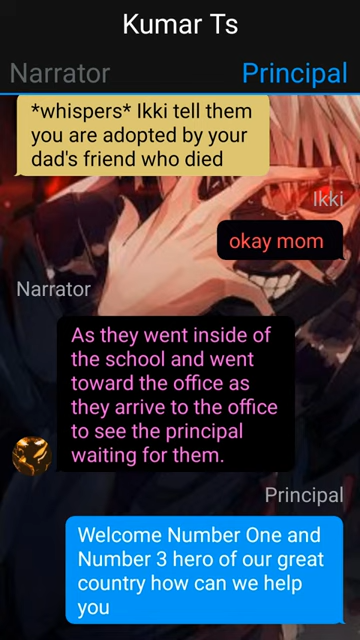 Kumar Ts
Narrator
Principal
*whispers* Ikki tell them
you are adopted by your
dad's friend who died
Ikki
okay mom
Narrator
As they went inside of
the school and went
toward the office as
they arrive to the office
to see the principal
waiting for them.
Principal
Welcome Number One and
Number 3 hero of our great
country how can we help
you